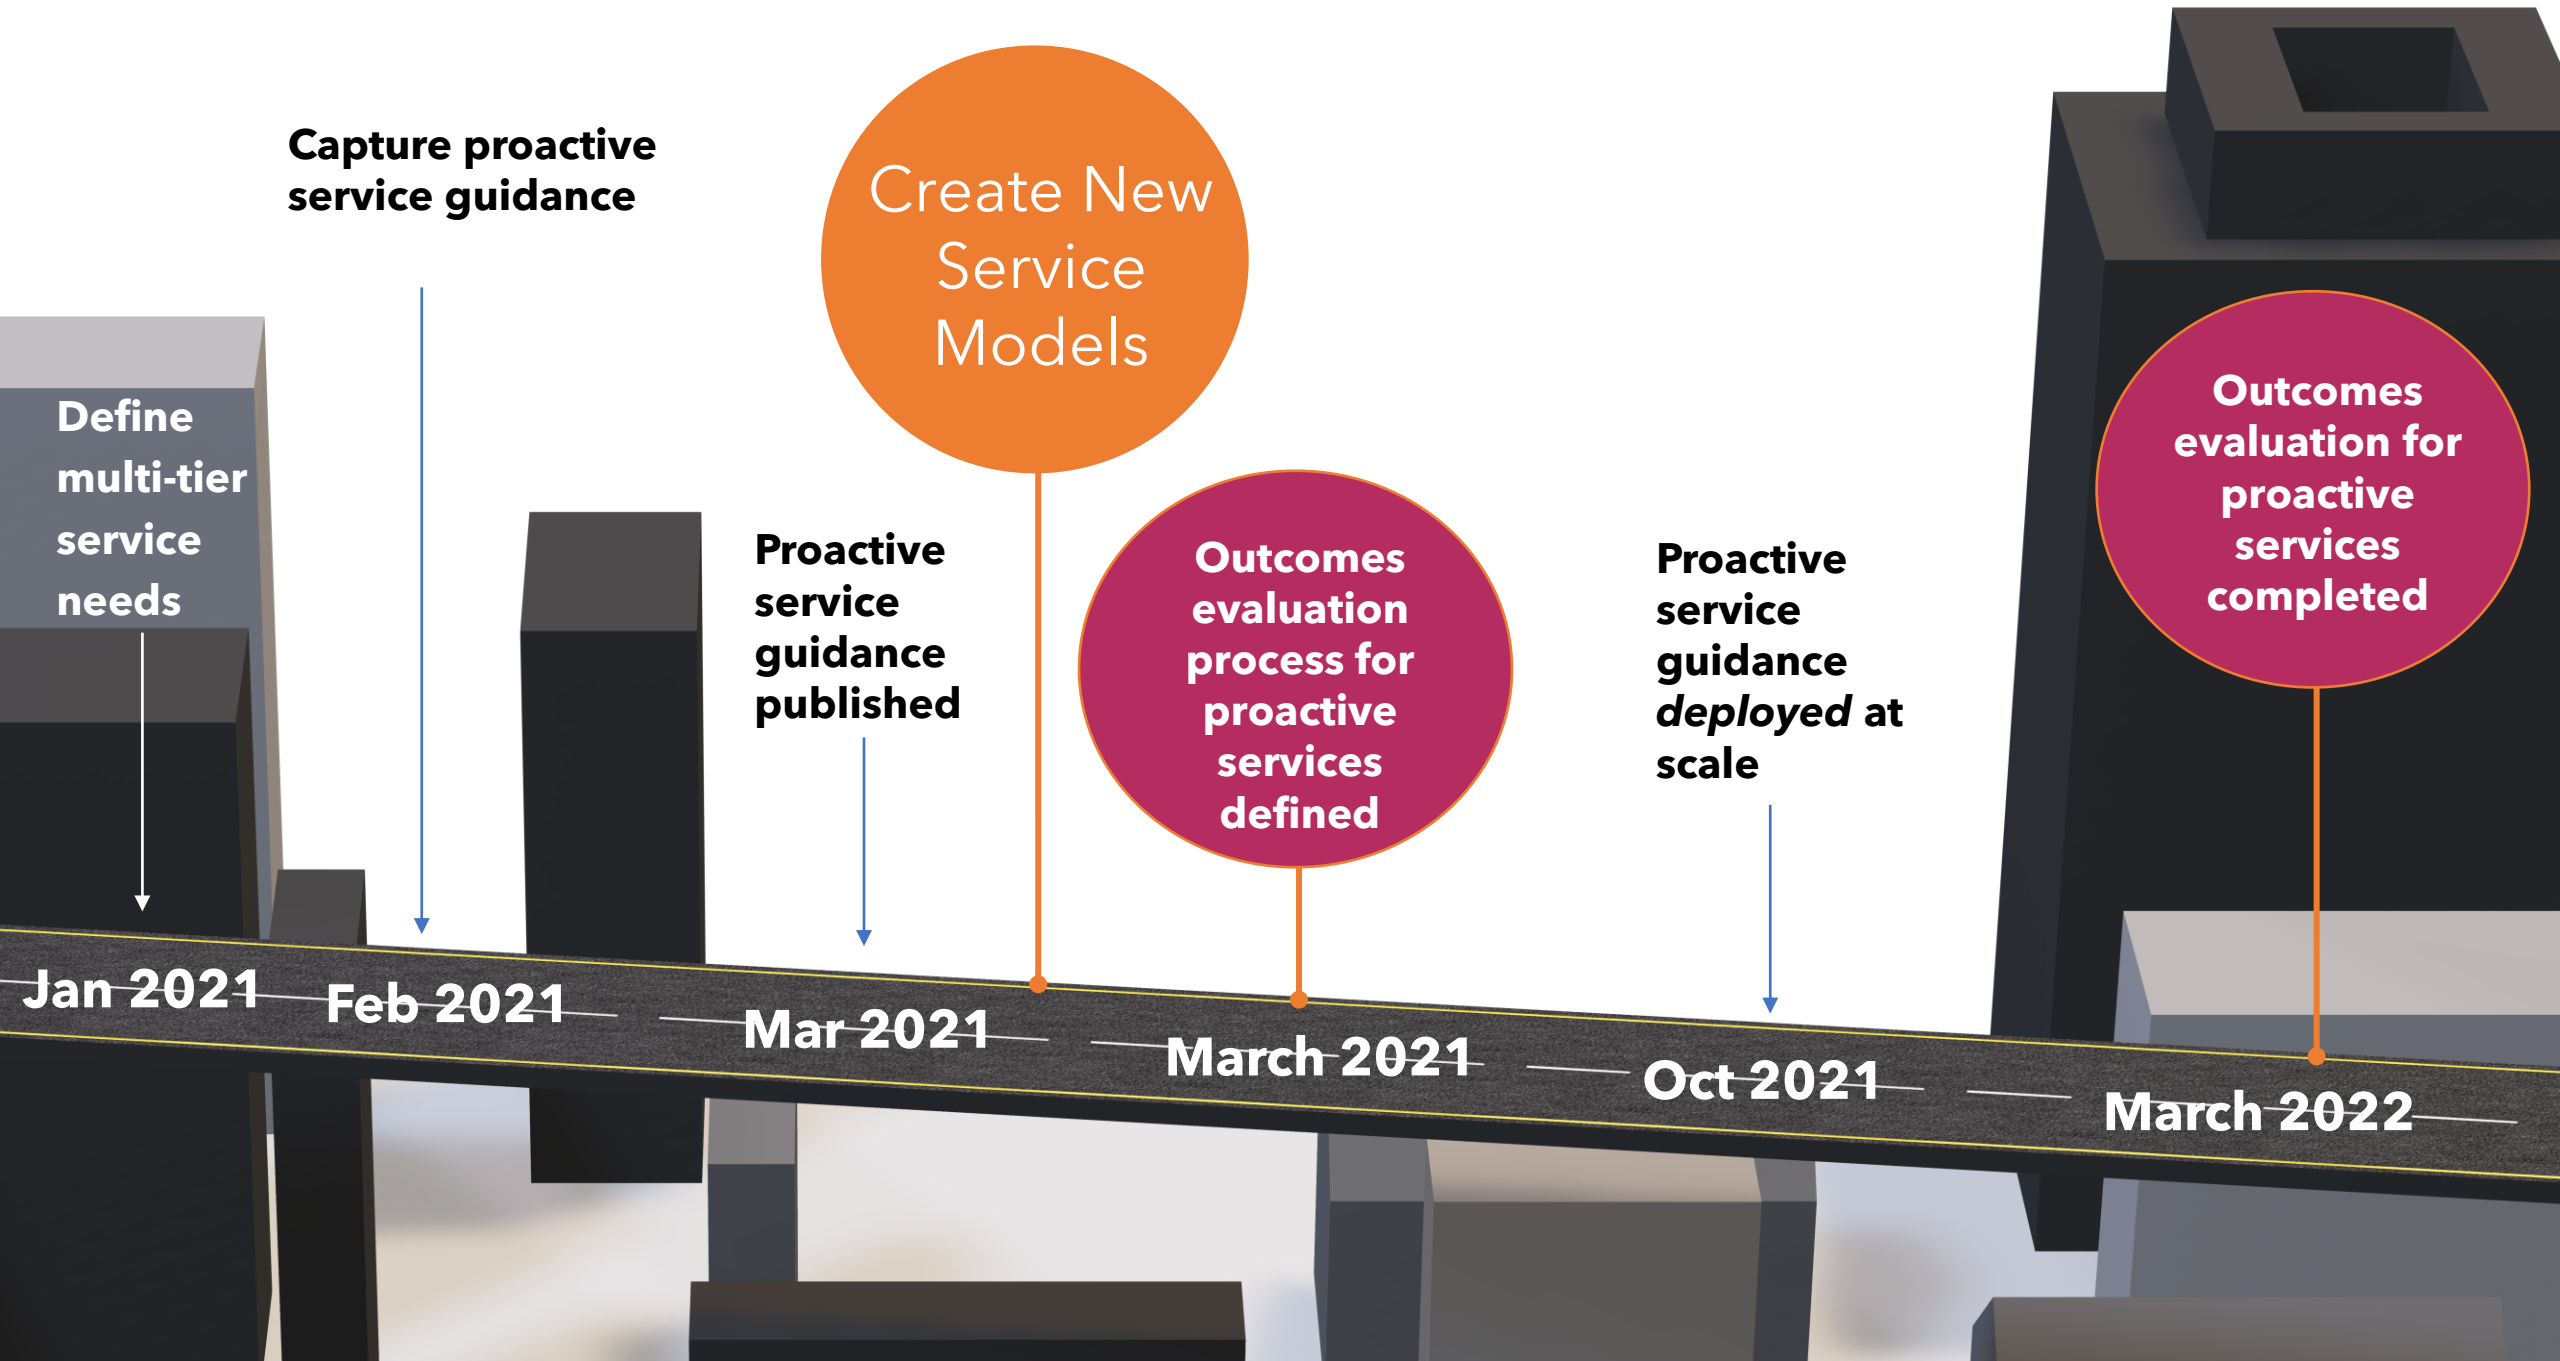 Capture proactive
service guidance
Create New
Service
Models
Define
multi-tier
service
needs
Proactive
service
guidance
published
Outcomes
evaluation
process for
proactive
services
defined
Proactive
service
guidance
deployed at
scale
Outcomes
evaluation for
proactive
services
completed
Jan 2021
Feb 2021
Mar 2021
March 2021
Oct 2021
March 2022